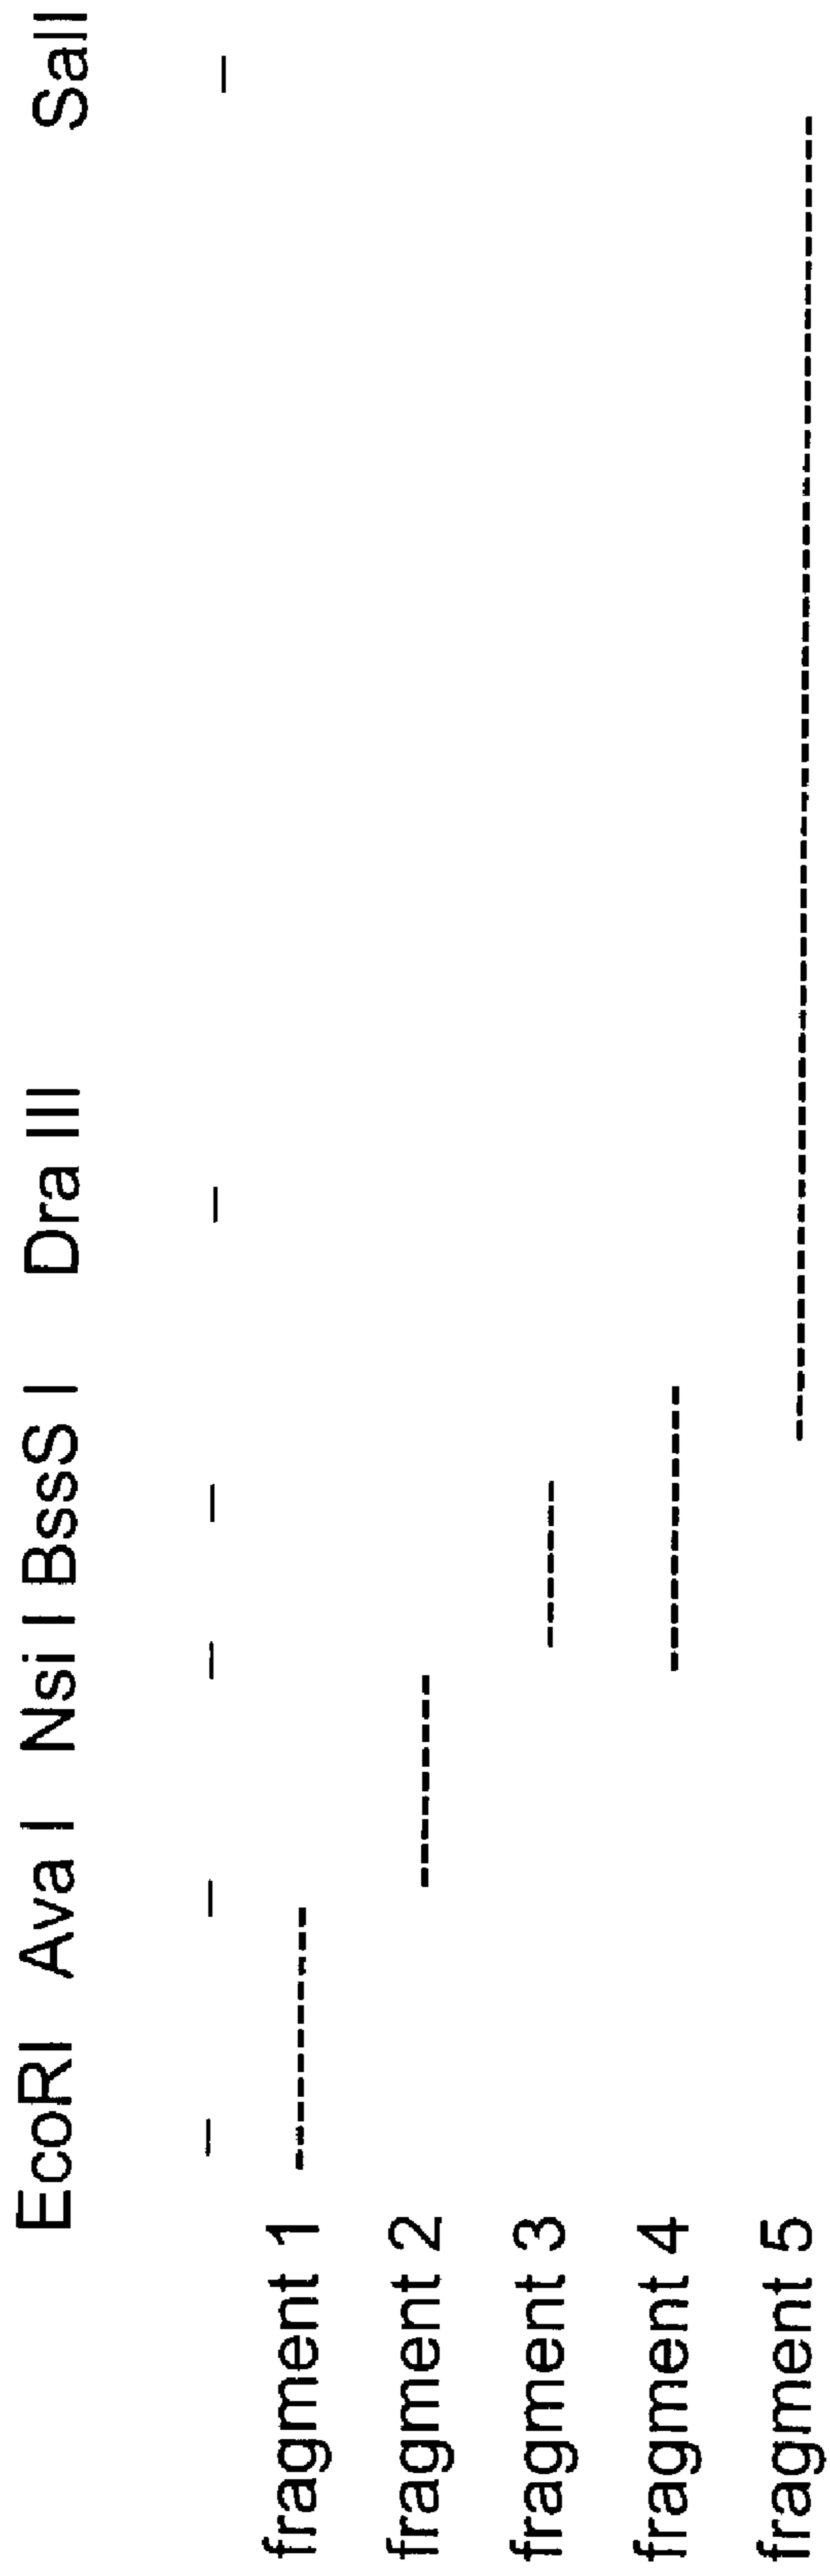 EcoRI Ava I Nsi I BssS I Dra III SalI
fragment 1
fragment 2
fragment 3
fragment 4
fragment 5